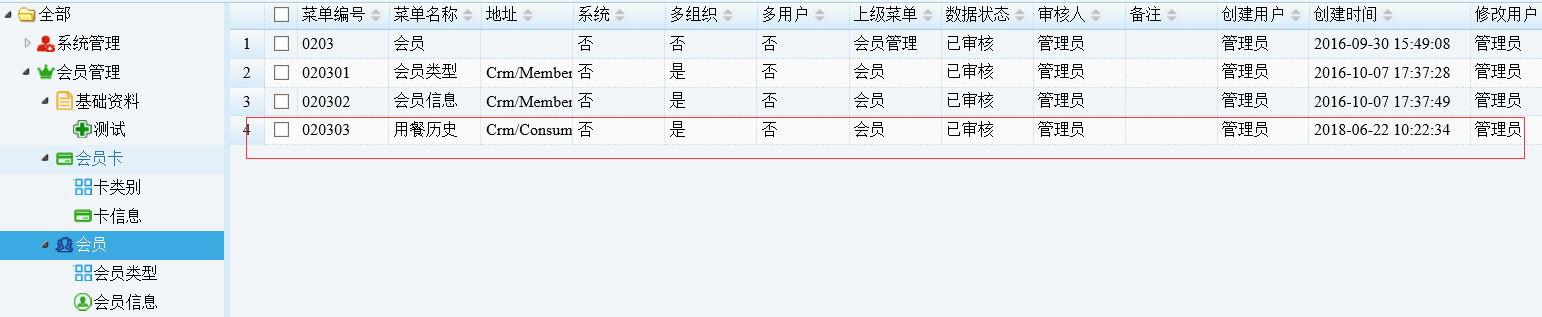 全部
系统管理
会员管理
基础资料
测试
会员卡
卡类别
卡信息
会员
会员类型
会员信息
菜单编号 菜单名称 地址 系统 多组织 多用户 上级菜单 数据状态 审核人 备注 创建用户 创建时间 修改用户
1 0203 会员 否 否 否 会员管理 已审核 管理员 管理员 2016-09-30 15:49:08 管理员
2 020301 会员类型 Crm/Member 否 是 否 会员 已审核 管理员 管理员 2016-10-07 17:37:28 管理员
3 020302 会员信息 Crm/Member 否 是 否 会员 已审核 管理员 管理员 2016-10-07 17:37:49 管理员
4 020303 用餐历史 Crm/Consum 否 是 否 会员 已审核 管理员 管理员 2018-06-22 10:22:34 管理员